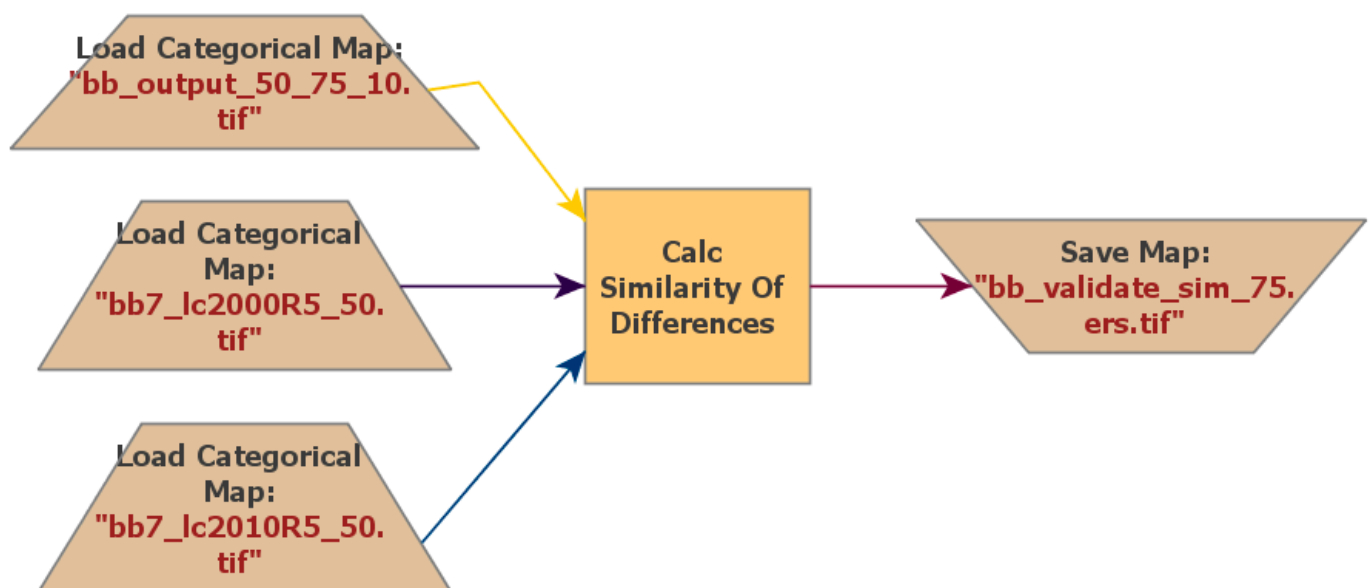 Load Categorical Map:
"bb_output_50_75_10.
tif"
Load Categorical
Map:
"bb7_lc2000R5_50.
tif"
Load Categorical
Map:
"bb7_lc2010R5_50.
tif"
Calc
Similarity Of
Differences
Save Map:
"bb_validate_sim_75.
ers.tif"